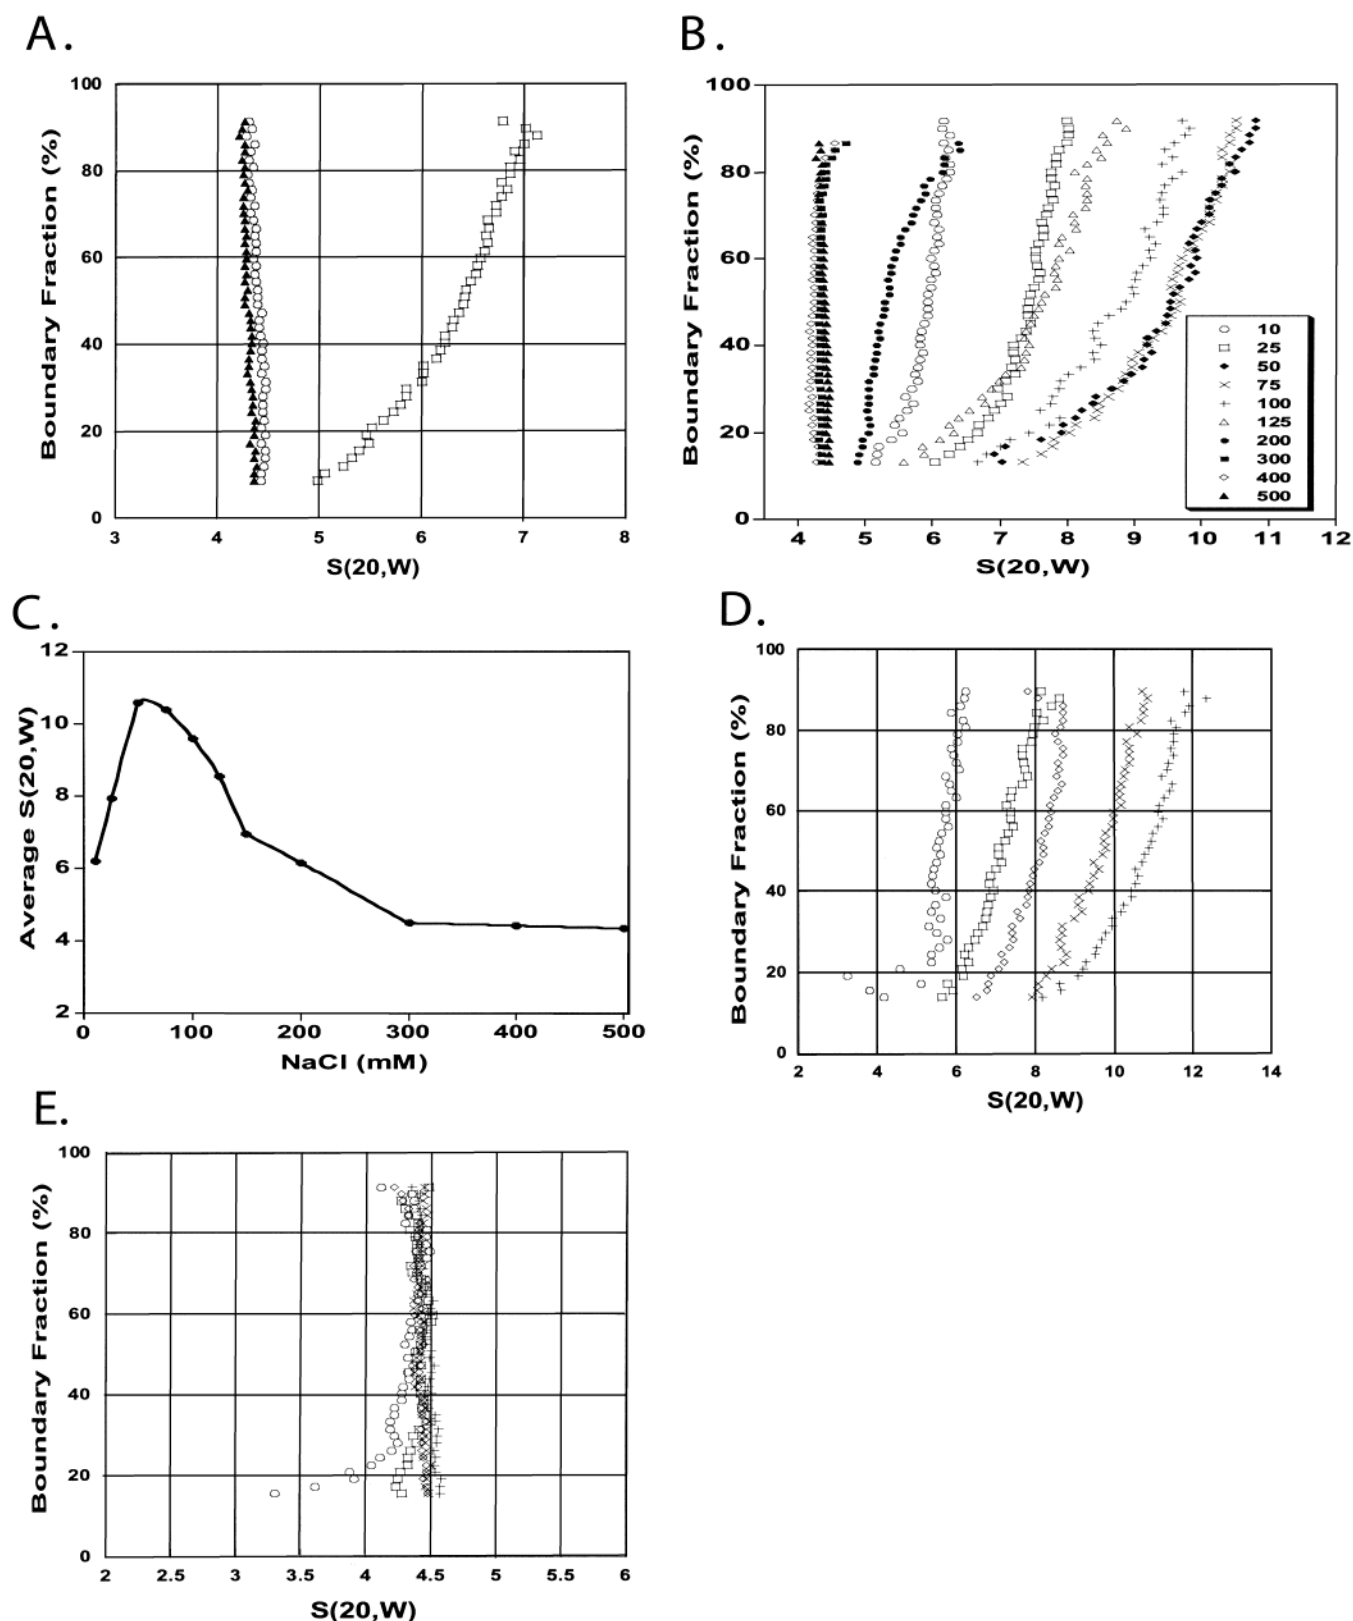 A.
B.
100
80
60
40
20
0
Boundary Fraction (%)
3 4 5 6 7 8
S(20,W)
100
80
60
40
20
0
Boundary Fraction (%)
4 5 6 7 8 9 10 11 12
S(20,W)
10
25
50
75
100
125
200
300
400
500
C.
D.
12
10
8
6
4
2
Average S(20,W)
0 100 200 300 400 500
NaCl (mM)
100
80
60
40
20
0
Boundary Fraction (%)
2 4 6 8 10 12 14
S(20,W)
E.
100
80
60
40
20
0
Boundary Fraction (%)
2 2.5 3 3.5 4 4.5 5 5.5 6
S(20,W)